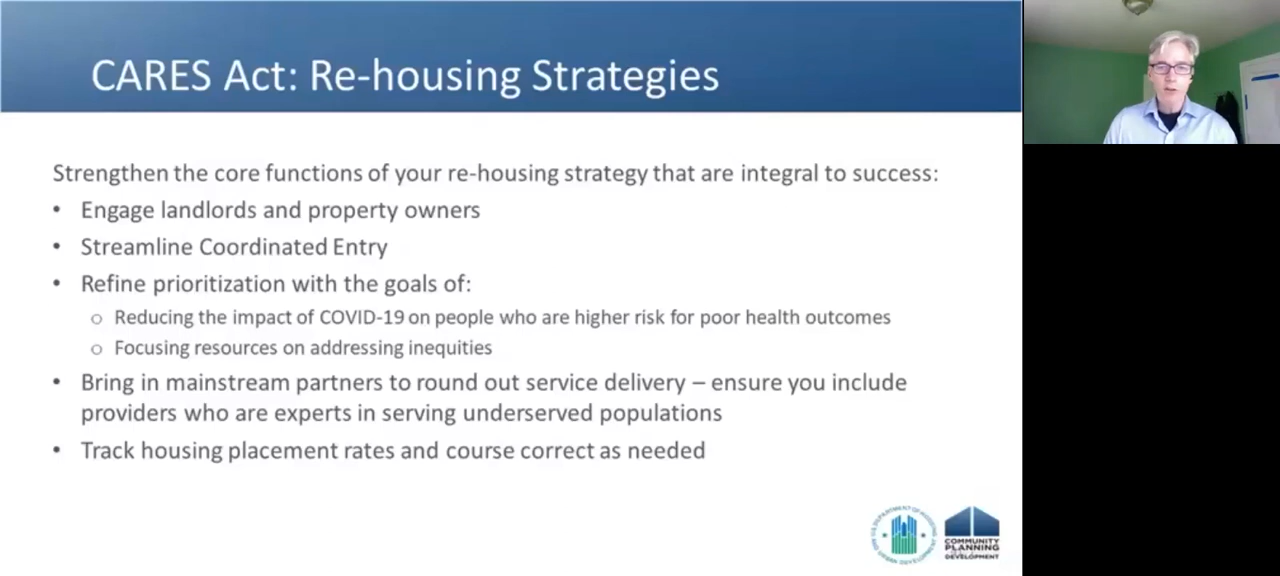 CARES Act: Re-housing Strategies
Strengthen the core functions of your re-housing strategy that are integral to success:
• Engage landlords and property owners
• Streamline Coordinated Entry
• Refine prioritization with the goals of:
o Reducing the impact of COVID-19 on people who are higher risk for poor health outcomes
o Focusing resources on addressing inequities
• Bring in mainstream partners to round out service delivery – ensure you include
providers who are experts in serving underserved populations
• Track housing placement rates and course correct as needed
COMMUNITY
PLANNING
DEVELOPMENT